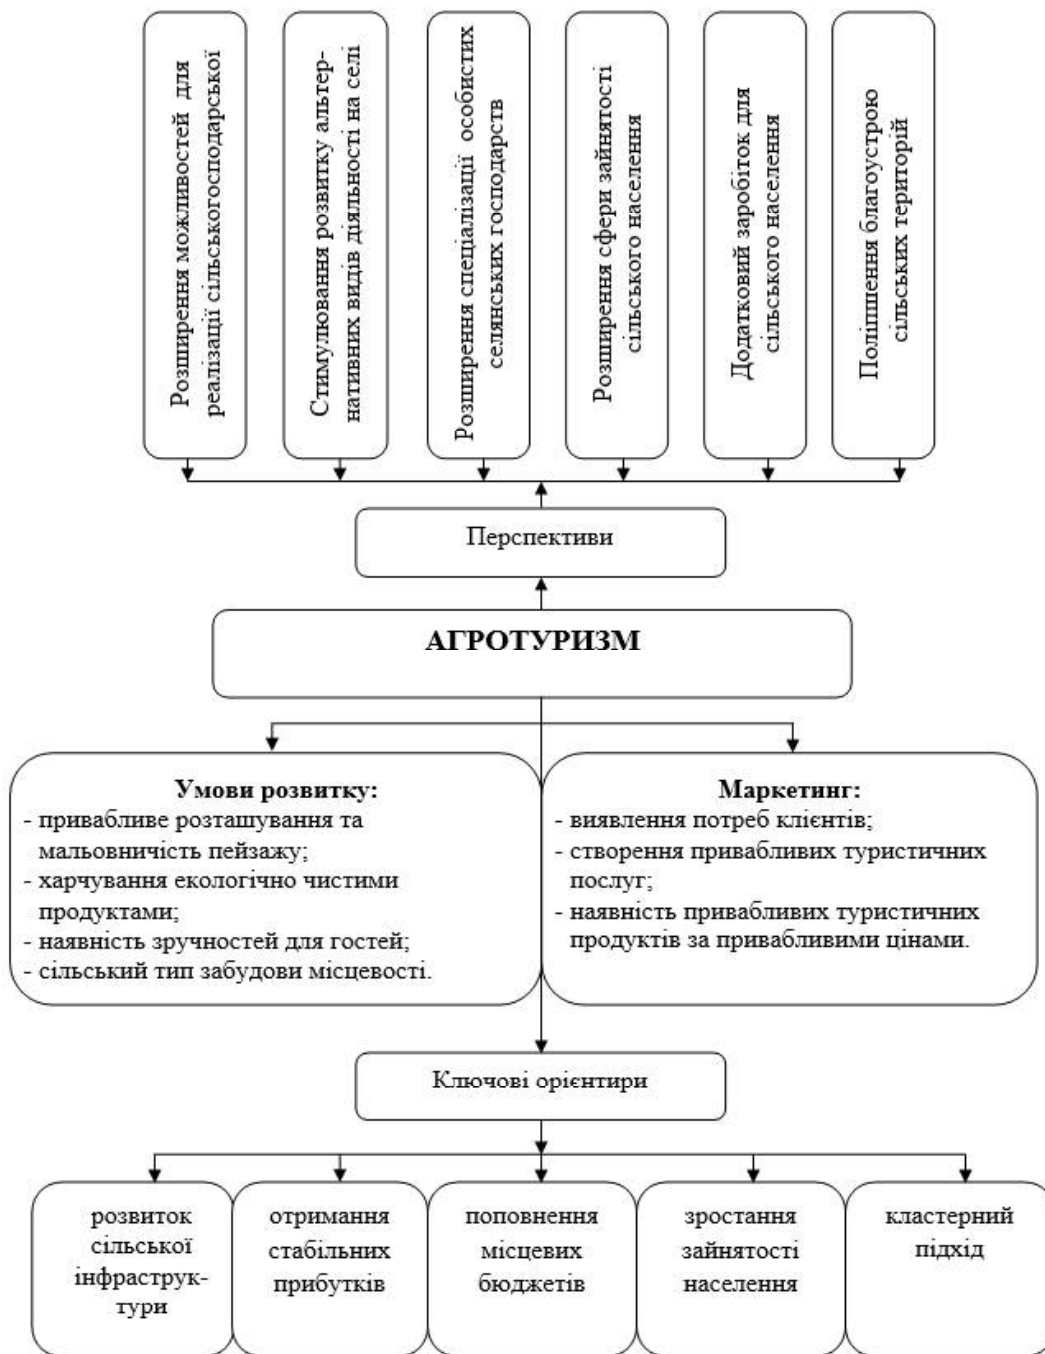 Розширення можливостей для
реалізації сільськогосподарської
Стимулювання розвитку альтер-
нативних видів діяльності на селі
Розширення спеціалізації особистих
селянських господарств
Розширення сфери зайнятості
сільського населення
Додатковий заробіток для
сільського населення
Поліпшення благоустрою
сільських територій
Перспективи
АГРОТУРИЗМ
Умови розвитку:
- привабливе розташування та
мальовничість пейзажу;
- харчування екологічно чистими
продуктами;
- наявність зручностей для гостей;
- сільський тип забудови місцевості.
Маркетинг:
- виявлення потреб клієнтів;
- створення привабливих туристичних
послуг;
- наявність привабливих туристичних
продуктів за привабливими цінами.
Ключові орієнтири
розвиток
сільської
інфраструк-
тури
отримання
стабільних
прибутків
поповнення
місцевих
бюджетів
зростання
зайнятості
населення
кластерний
підхід